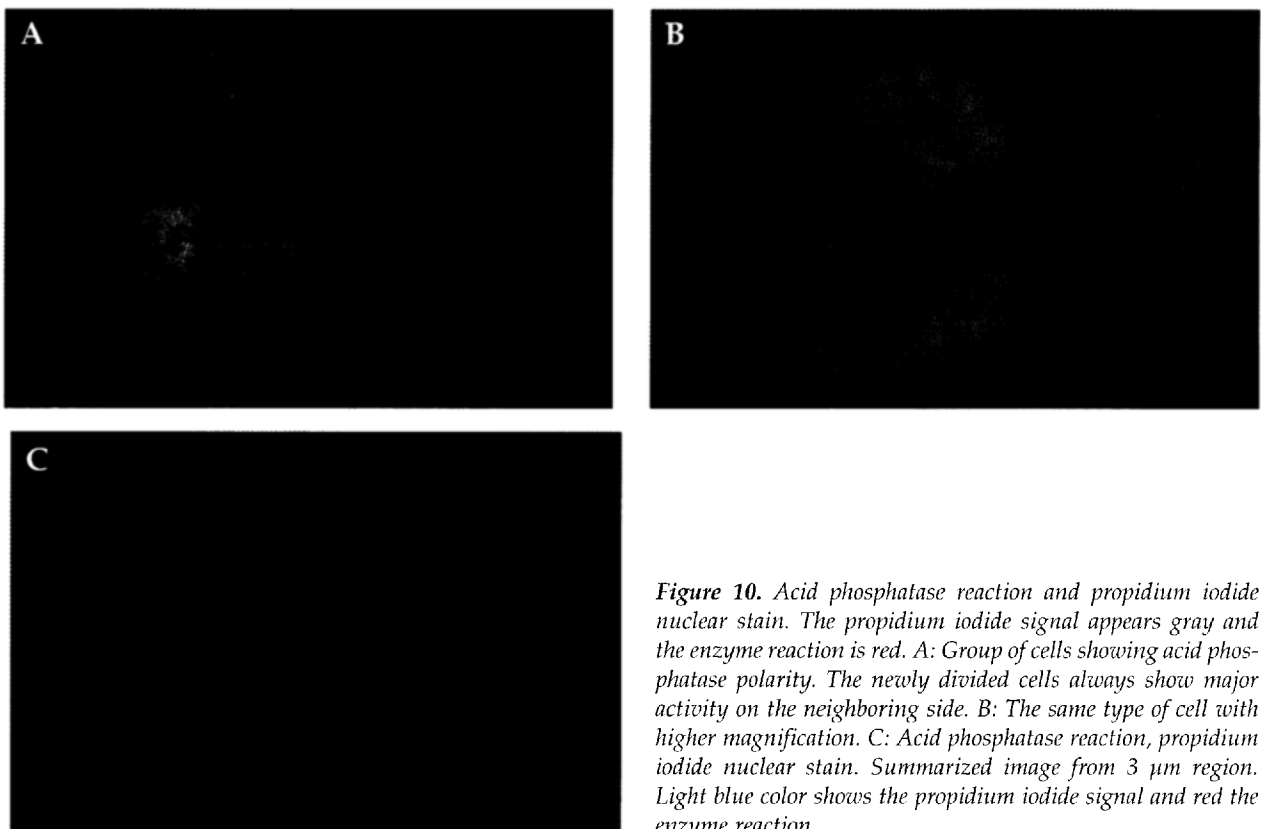 A
B
C
Figure 10. Acid phosphatase reaction and propidium iodide
nuclear stain. The propidium iodide signal appears gray and
the enzyme reaction is red. A: Group of cells showing acid phos-
phatase polarity. The newly divided cells always show major
activity on the neighboring side. B: The same type of cell with
higher magnification. C: Acid phosphatase reaction, propidium
iodide nuclear stain. Summarized image from 3 µm region.
Light blue color shows the propidium iodide signal and red the
enzyme reaction